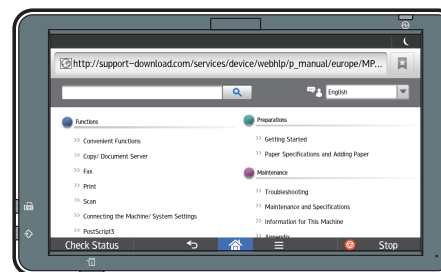 http://support-download.com/services/device/webhlp/p_manual/europe/MP...
English
Functions
>> Convenient Functions
>> Copy/ Document Server
>> Fax
>> Print
>> Scan
>> Connecting the Machine/ System Settings
>> PostScript3
Preparations
>> Getting Started
>> Paper Specifications and Adding Paper
Maintenance
>> Troubleshooting
>> Maintenance and Specifications
>> Information for This Machine
>> Appendix
Check Status
Stop